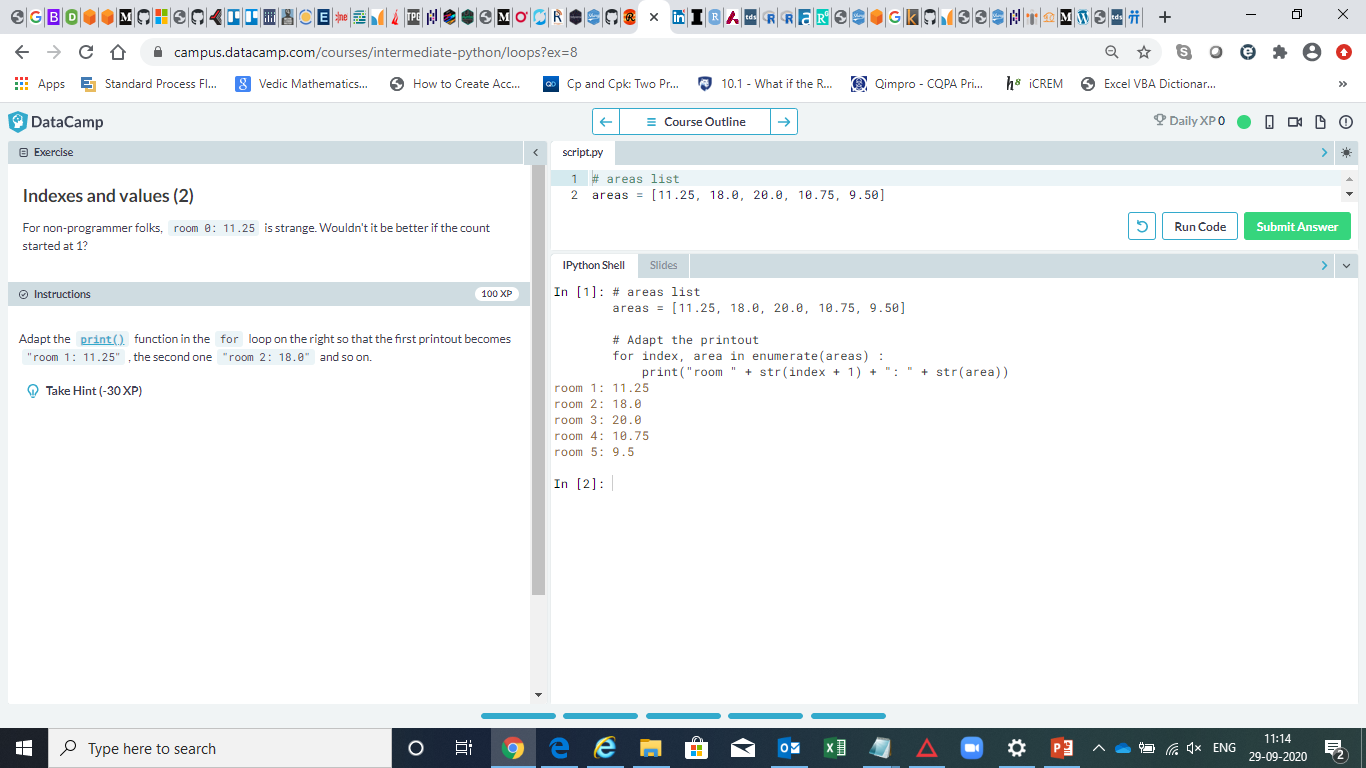 campus.datacamp.com/courses/intermediate-python/loops?ex=8
Apps Standard Process Fl... Vedic Mathematics... How to Create Acc... Cp and Cpk: Two Pr... 10.1 - What if the R... Qimpro - CQPA Pri... iCREM Excel VBA Dictionar... »
DataCamp
Course Outline
Daily XP 0
Exercise
Indexes and values (2)
For non-programmer folks, room 0: 11.25 is strange. Wouldn't it be better if the count
started at 1?
Instructions
100 XP
Adapt the print() function in the for loop on the right so that the first printout becomes
"room 1: 11.25" , the second one "room 2: 18.0" and so on.
Take Hint (-30 XP)
script.py
1 # areas list
2 areas = [11.25, 18.0, 20.0, 10.75, 9.50]
Run Code
Submit Answer
IPython Shell Slides
In [1]: # areas list
areas = [11.25, 18.0, 20.0, 10.75, 9.50]
# Adapt the printout
for index, area in enumerate(areas) :
print("room " + str(index + 1) + ": " + str(area))
room 1: 11.25
room 2: 18.0
room 3: 20.0
room 4: 10.75
room 5: 9.5
In [2]:
Type here to search
ENG
11:14
29-09-2020
2